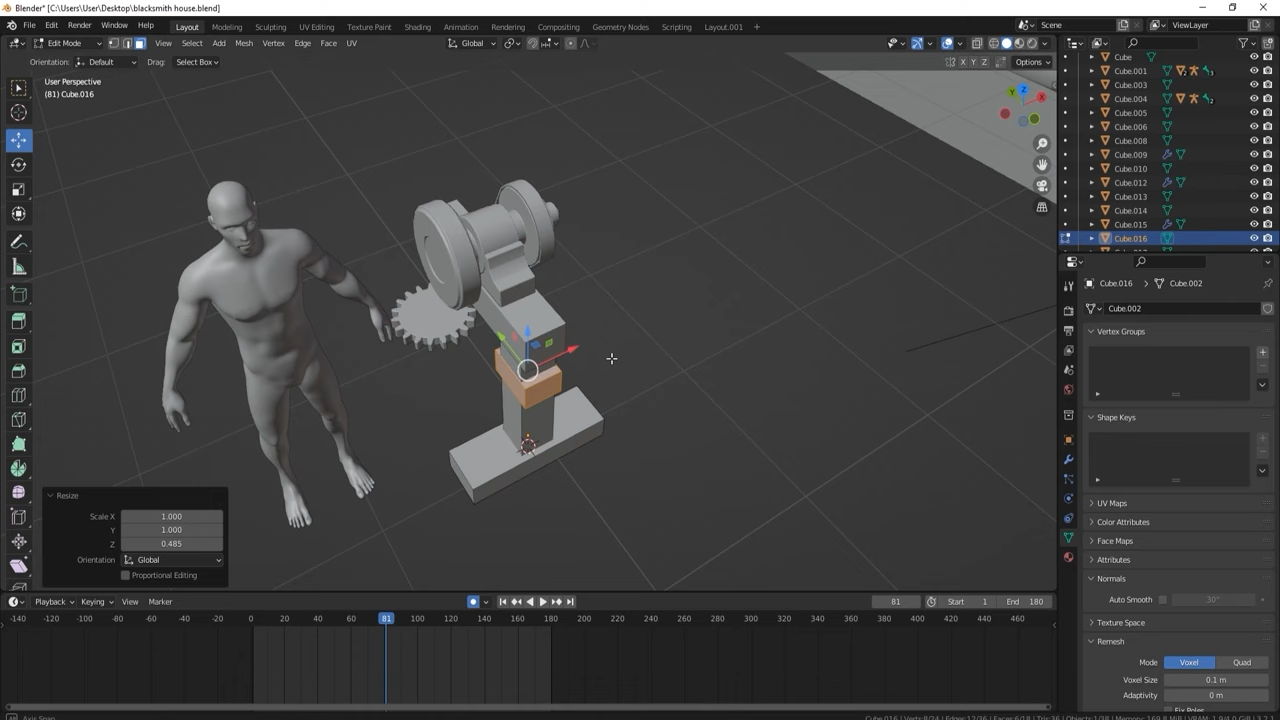 Blender* [C:\Users\User\Desktop\blacksmith house.blend]
File Edit Render Window Help Layout Modeling Sculpting UV Editing Texture Paint Shading Animation Rendering Compositing Geometry Nodes Scripting Layout.001 Scene ViewLayer
Edit Mode View Select Add Mesh Vertex Edge Face UV Global
Orientation: Default Drag: Select Box X Y Z Options
User Perspective
(81) Cube.016
Z
Y
X
Cube
Cube.001
Cube.003
Cube.004
Cube.005
Cube.006
Cube.008
Cube.009
Cube.010
Cube.012
Cube.013
Cube.014
Cube.015
Cube.016
Cube.016 > Cube.002
Cube.002
Vertex Groups
Shape Keys
UV Maps
Color Attributes
Face Maps
Attributes
Normals
Auto Smooth 30°
Texture Space
Remesh
Mode Voxel Quad
Voxel Size 0.1 m
Adaptivity 0 m
Fix Poles
Resize
Scale X 1.000
Y 1.000
Z 0.485
Orientation Global
Proportional Editing
Playback Keying View Marker 81 Start 1 End 180
-140 -120 -100 -80 -60 -40 -20 0 20 40 60 81 100 120 140 160 180 200 220 240 260 280 300 320 340 360 380 400 420 440 460
Axis Snap